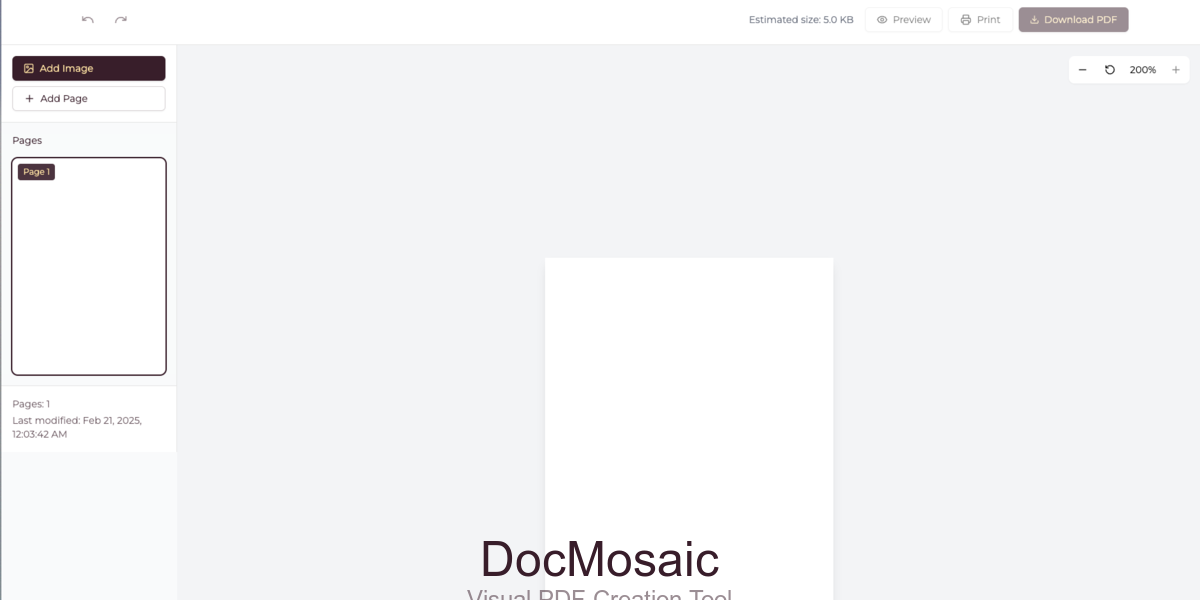 Estimated size: 5.0 KB Preview Print Download PDF
Add Image
200%
Add Page
Pages
Page 1
Pages: 1
Last modified: Feb 21, 2025,
12:03:42 AM
DocMosaic
Visual PDF Creation Tool